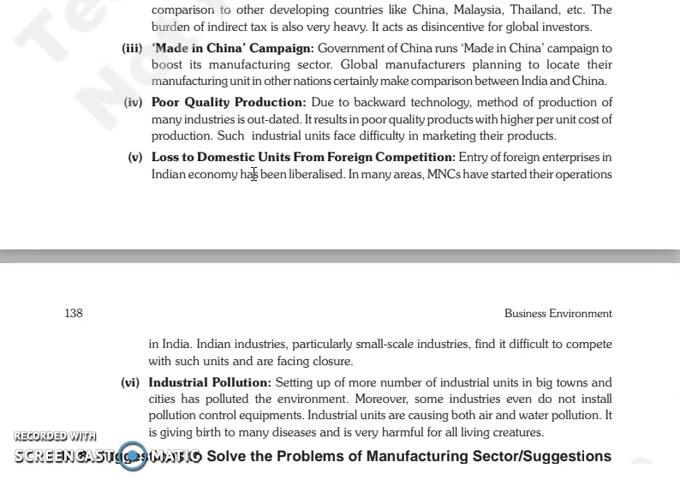 comparison to other developing countries like China, Malaysia, Thailand, etc. The
burden of indirect tax is also very heavy. It acts as disincentive for global investors.
(iii) 'Made in China' Campaign: Government of China runs 'Made in China' campaign to
boost its manufacturing sector. Global manufacturers planning to locate their
manufacturing unit in other nations certainly make comparison between India and China.
(iv) Poor Quality Production: Due to backward technology, method of production of
many industries is out-dated. It results in poor quality products with higher per unit cost of
production. Such industrial units face difficulty in marketing their products.
(v) Loss to Domestic Units From Foreign Competition: Entry of foreign enterprises in
Indian economy has been liberalised. In many areas, MNCs have started their operations
138 Business Environment
in India. Indian industries, particularly small-scale industries, find it difficult to compete
with such units and are facing closure.
(vi) Industrial Pollution: Setting up of more number of industrial units in big towns and
cities has polluted the environment. Moreover, some industries even do not install
pollution control equipments. Industrial units are causing both air and water pollution. It
is giving birth to many diseases and is very harmful for all living creatures.
RECORDED WITH
SCREENCAST MATIC
Solve the Problems of Manufacturing Sector/Suggestions